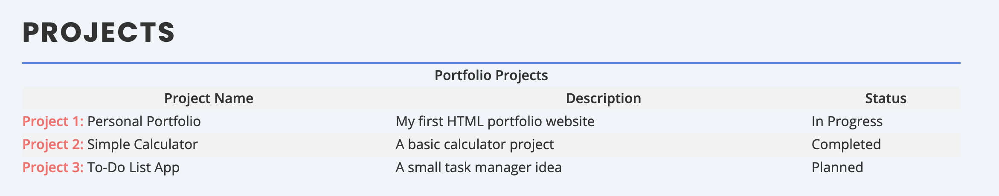 PROJECTS
Portfolio Projects
Project Name Description Status
Project 1: Personal Portfolio My first HTML portfolio website In Progress
Project 2: Simple Calculator A basic calculator project Completed
Project 3: To-Do List App A small task manager idea Planned